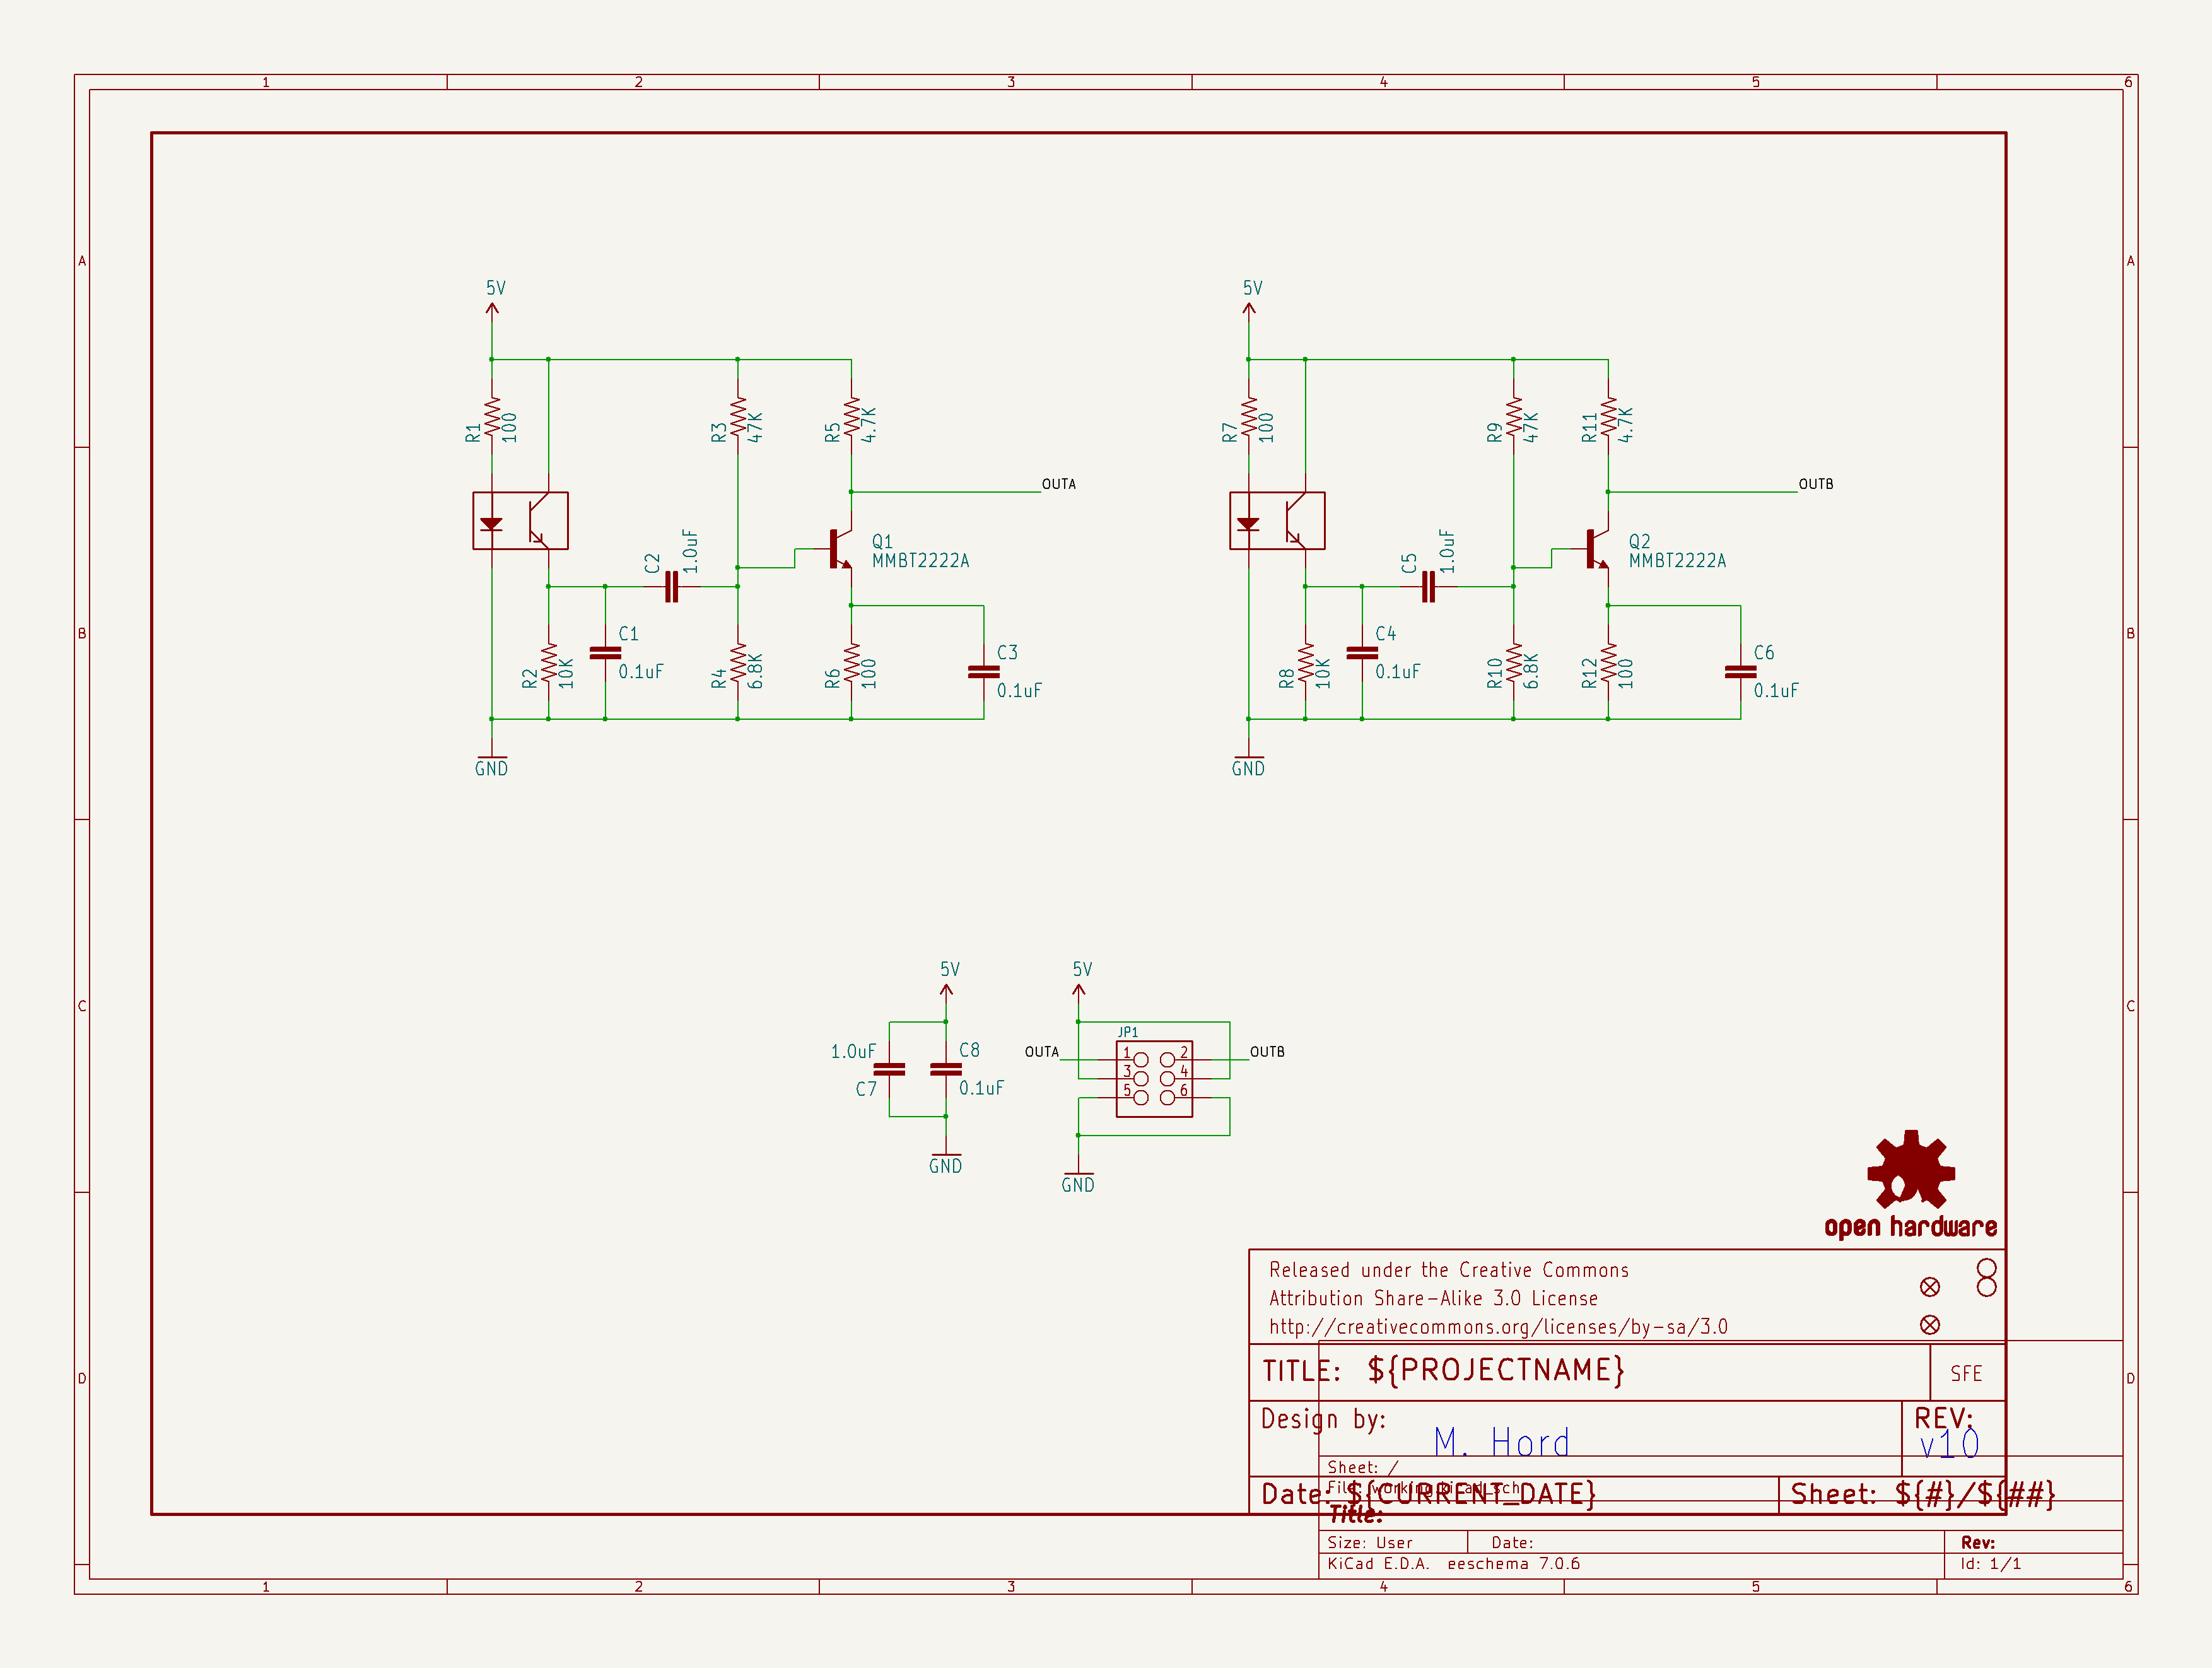 1 2 3 4 5 6
A A
5V 5V
R1 100 R3 47K R5 4.7K
R7 100 R9 47K R11 4.7K
OUTA OUTB
C2 1.0uF Q1 MMBT2222A
C5 1.0uF Q2 MMBT2222A
B B
R2 10K C1 0.1uF R4 6.8K R6 100 C3 0.1uF
R8 10K C4 0.1uF R10 6.8K R12 100 C6 0.1uF
GND GND
5V 5V
C C
JP1
1.0uF C8 OUTA 1 2 OUTB
3 4
C7 0.1uF 5 6
GND
GND
open hardware
Released under the Creative Commons
Attribution Share-Alike 3.0 License
http://creativecommons.org/licenses/by-sa/3.0
TITLE: ${PROJECTNAME} SFE
D D
Design by: REV:
M. Hord v10
Sheet: /
File: working.kicad_sch
Date: ${CURRENT_DATE} Sheet: ${#}/${##}
Title:
Size: User Date: Rev:
KiCad E.D.A. eeschema 7.0.6 Id: 1/1
1 2 3 4 5 6